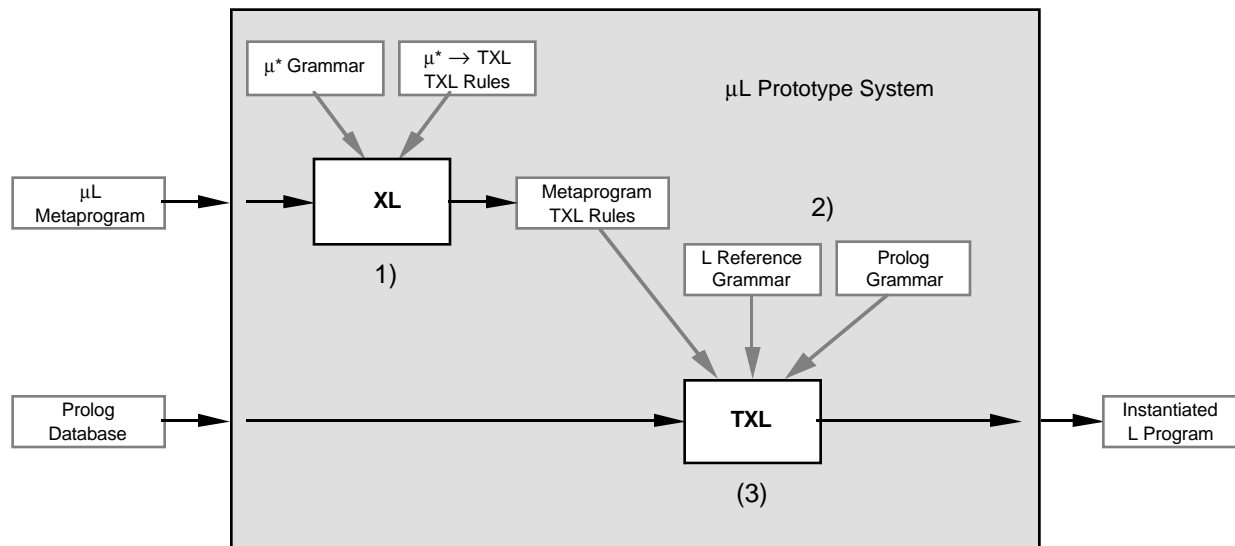 μ* Grammar
μ* → TXL
TXL Rules
μL Prototype System
μL
Metaprogram
XL
Metaprogram
TXL Rules
2)
1)
L Reference
Grammar
Prolog
Grammar
Prolog
Database
TXL
Instantiated
L Program
(3)